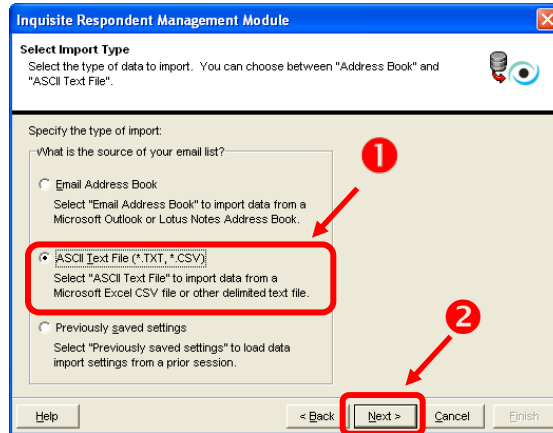 Inquisite Respondent Management Module
Select Import Type
Select the type of data to import. You can choose between "Address Book" and
"ASCII Text File".
Specify the type of import:
What is the source of your email list?
1
Email Address Book
Select "Email Address Book" to import data from a
Microsoft Outlook or Lotus Notes Address Book.
ASCII Text File (*.TXT, *.CSV)
Select "ASCII Text File" to import data from a
Microsoft Excel CSV file or other delimited text file.
Previously saved settings
Select "Previously saved settings" to load data
import settings from a prior session.
2
Help < Back Next > Cancel Finish